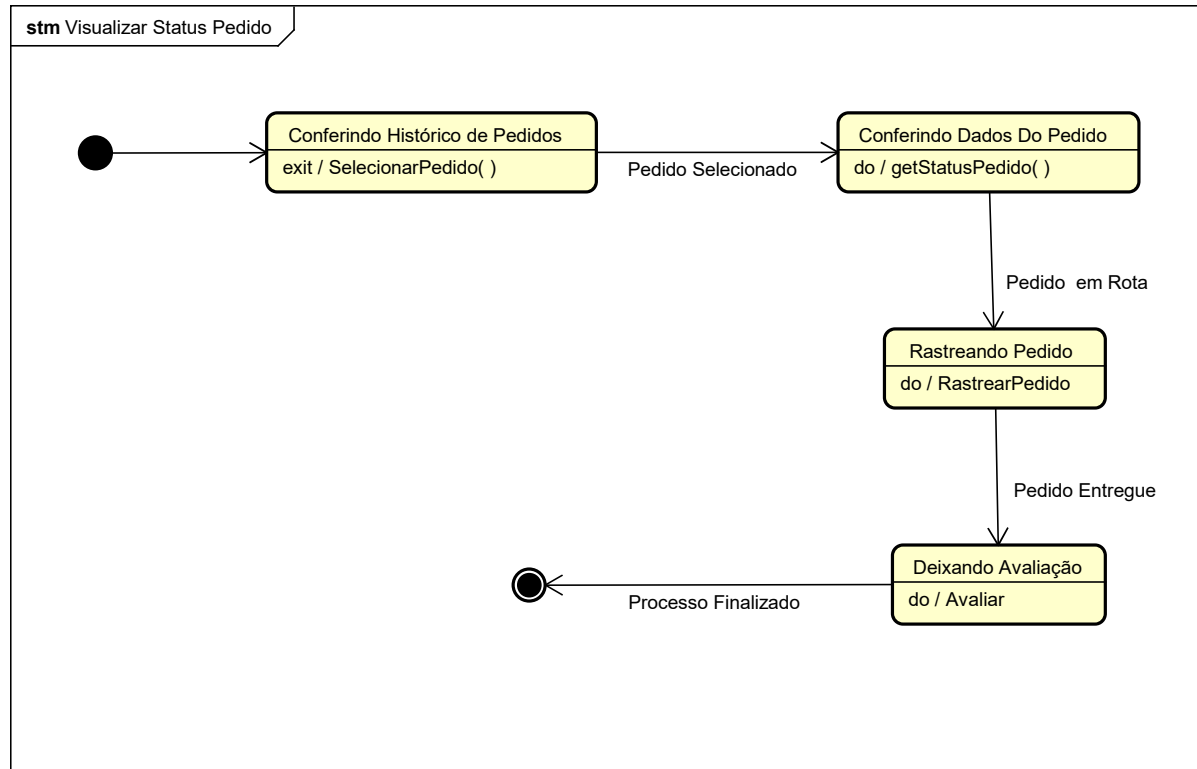 stm Visualizar Status Pedido
Conferindo Histórico de Pedidos
exit / SelecionarPedido( )
Pedido Selecionado
Conferindo Dados Do Pedido
do / getStatusPedido( )
Pedido  em Rota
Rastreando Pedido
do / RastrearPedido
Pedido Entregue
Deixando Avaliação
do / Avaliar
Processo Finalizado